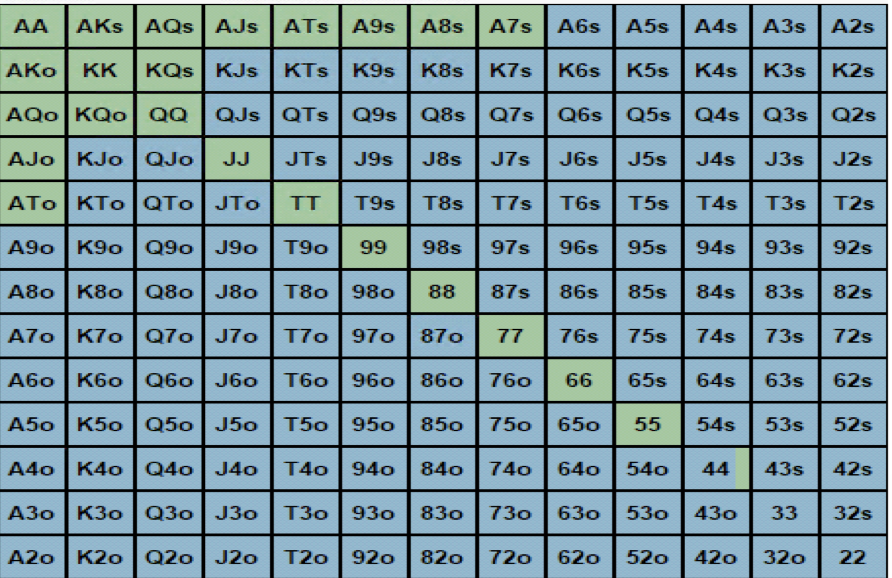 AA AKs AQs AJs ATs A9s A8s A7s A6s A5s A4s A3s A2s
AKo KK KQs KJs KTs K9s K8s K7s K6s K5s K4s K3s K2s
AQo KQo QQ QJs QTs Q9s Q8s Q7s Q6s Q5s Q4s Q3s Q2s
AJo KJo QJo JJ JTs J9s J8s J7s J6s J5s J4s J3s J2s
ATo KTo QTo JTo TT T9s T8s T7s T6s T5s T4s T3s T2s
A9o K9o Q9o J9o T9o 99 98s 97s 96s 95s 94s 93s 92s
A8o K8o Q8o J8o T8o 98o 88 87s 86s 85s 84s 83s 82s
A7o K7o Q7o J7o T7o 97o 87o 77 76s 75s 74s 73s 72s
A6o K6o Q6o J6o T6o 96o 86o 76o 66 65s 64s 63s 62s
A5o K5o Q5o J5o T5o 95o 85o 75o 65o 55 54s 53s 52s
A4o K4o Q4o J4o T4o 94o 84o 74o 64o 54o 44 43s 42s
A3o K3o Q3o J3o T3o 93o 83o 73o 63o 53o 43o 33 32s
A2o K2o Q2o J2o T2o 92o 82o 72o 62o 52o 42o 32o 22